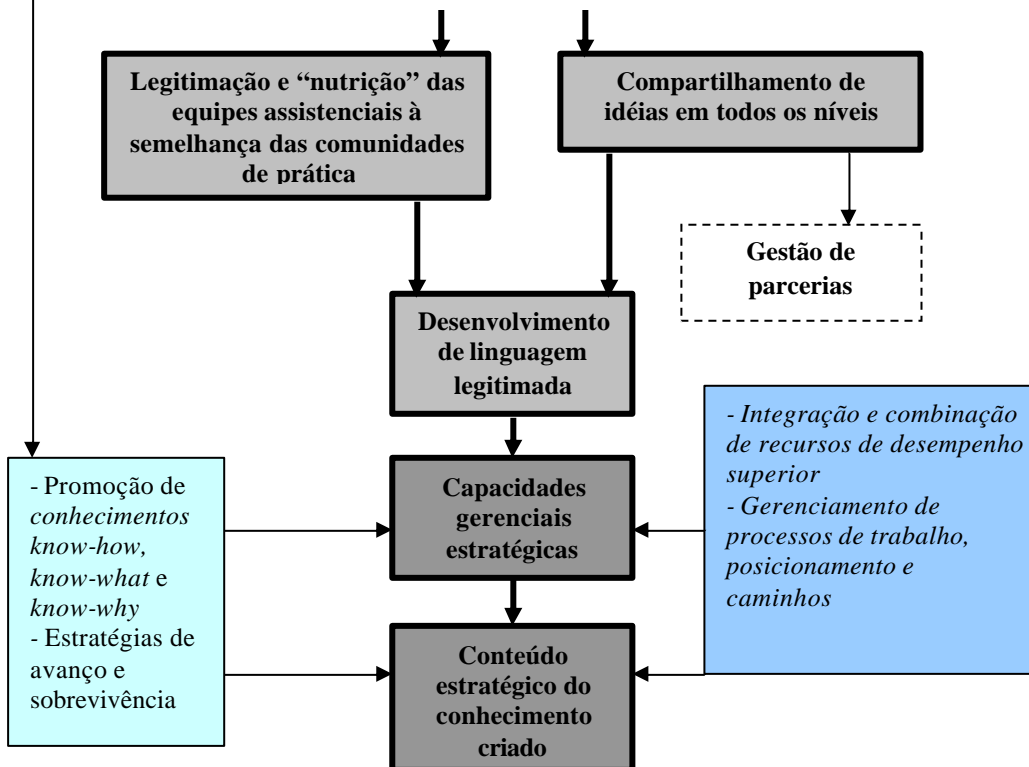 Legitimação e “nutrição” das
equipes assistenciais à
semelhança das comunidades
de prática
Compartilhamento de
idéias em todos os níveis
Gestão de
parcerias
Desenvolvimento
de linguagem
legitimada
- Promoção de
conhecimentos
know-how,
know-what e
know-why
- Estratégias de
avanço e
sobrevivência
Capacidades
gerenciais
estratégicas
- Integração e combinação
de recursos de desempenho
superior
- Gerenciamento de
processos de trabalho,
posicionamento e
caminhos
Conteúdo
estratégico do
conhecimento
criado